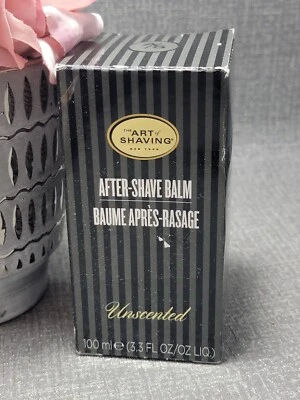 THE
ART of
SHAVING®
NEW YORK
AFTER-SHAVE BALM
BAUME APRÈS-RASAGE
Unscented
100 ml ℮ (3.3 FL OZ/OZ LIQ.)